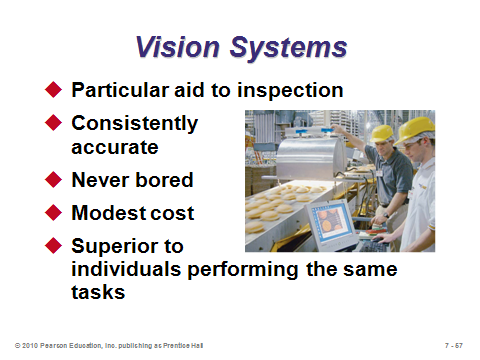 Vision Systems
Particular aid to inspection
Consistently
accurate
Never bored
Modest cost
Superior to
individuals performing the same
tasks
© 2010 Pearson Education, Inc. publishing as Prentice Hall
7 - 57